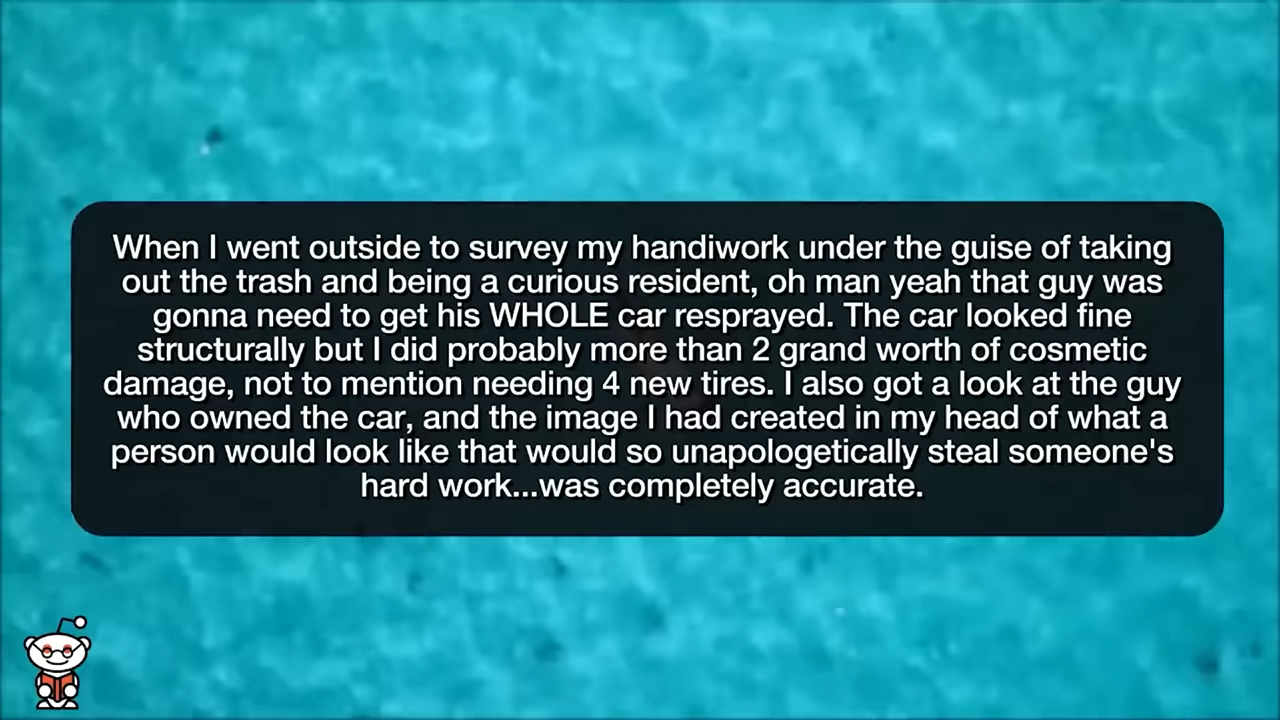 When I went outside to survey my handiwork under the guise of taking
out the trash and being a curious resident, oh man yeah that guy was
gonna need to get his WHOLE car resprayed. The car looked fine
structurally but I did probably more than 2 grand worth of cosmetic
damage, not to mention needing 4 new tires. I also got a look at the guy
who owned the car, and the image I had created in my head of what a
person would look like that would so unapologetically steal someone's
hard work...was completely accurate.